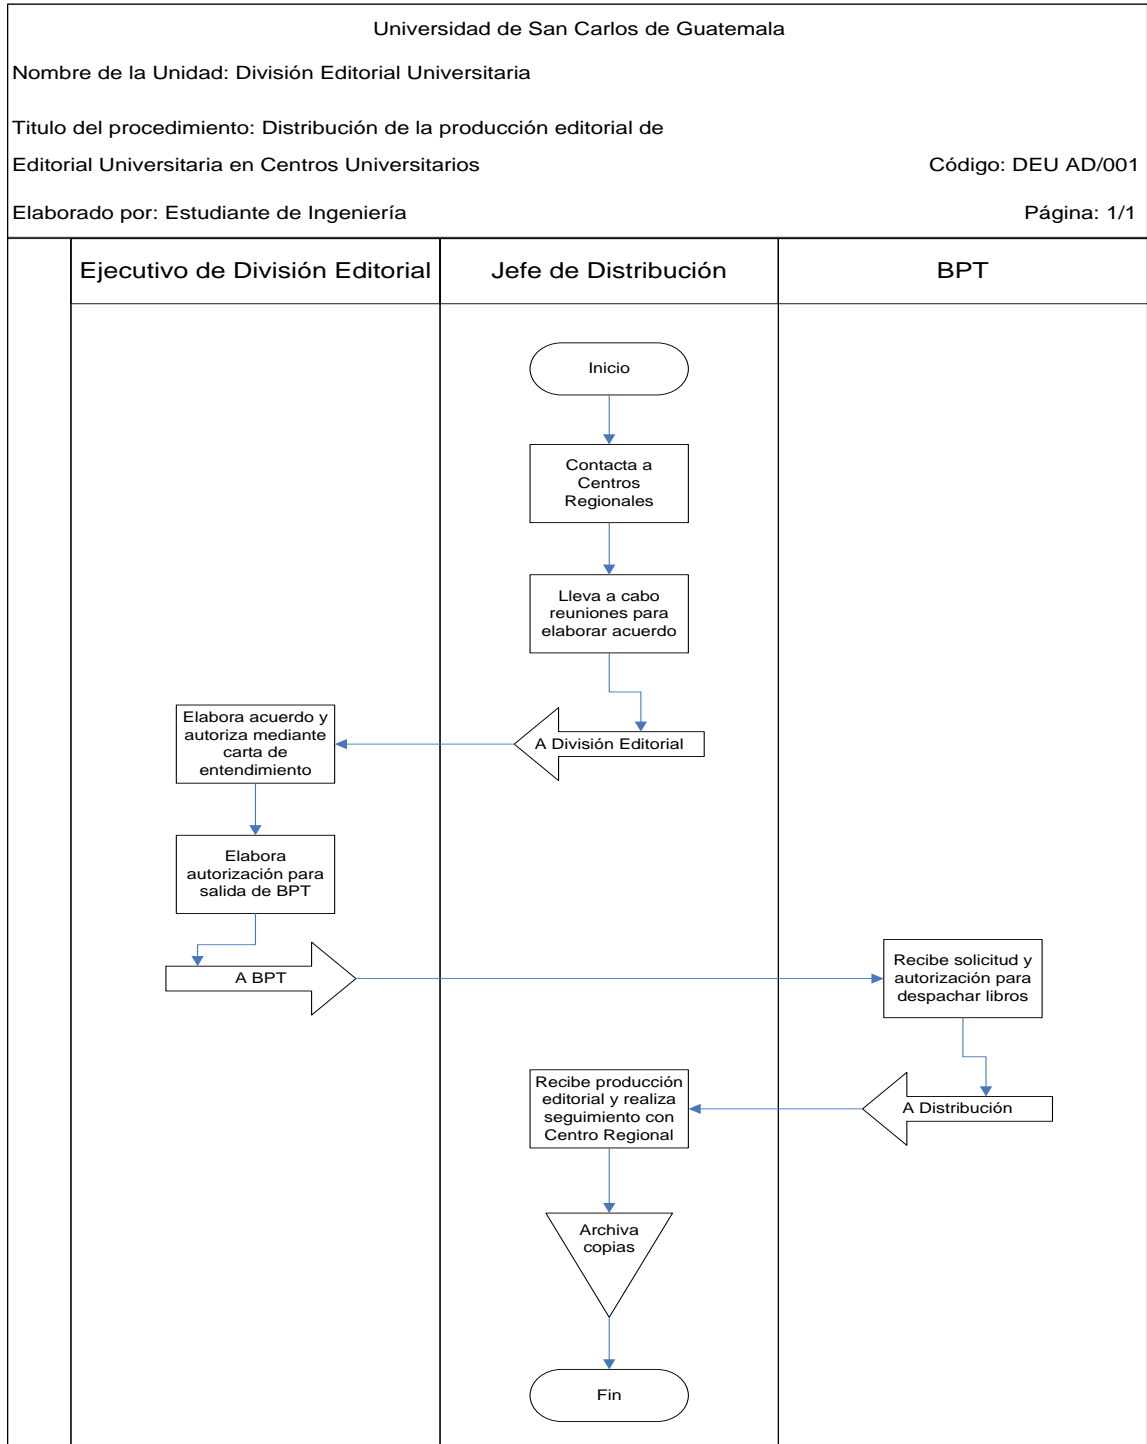 Universidad de San Carlos de Guatemala
Nombre de la Unidad: División Editorial Universitaria
Titulo del procedimiento: Distribución de la producción editorial de
Editorial Universitaria en Centros Universitarios
Código: DEU AD/001
Elaborado por: Estudiante de Ingeniería
Página: 1/1
Ejecutivo de División Editorial
Jefe de Distribución
BPT
Inicio
Contacta a
Centros
Regionales
Lleva a cabo
reuniones para
elaborar acuerdo
A División Editorial
Elabora acuerdo y
autoriza mediante
carta de
entendimiento
Elabora
autorización para
salida de BPT
A BPT
Recibe solicitud y
autorización para
despachar libros
A Distribución
Recibe producción
editorial y realiza
seguimiento con
Centro Regional
Archiva
copias
Fin